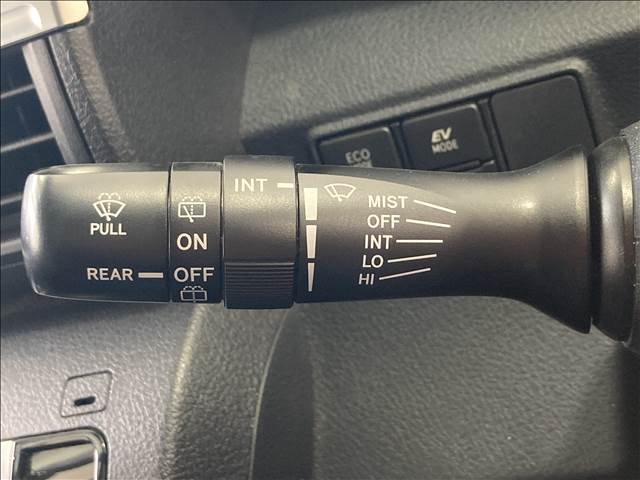 ECO
EV
MODE
INT
MIST
OFF
INT
LO
HI
PULL
ON
REAR
OFF